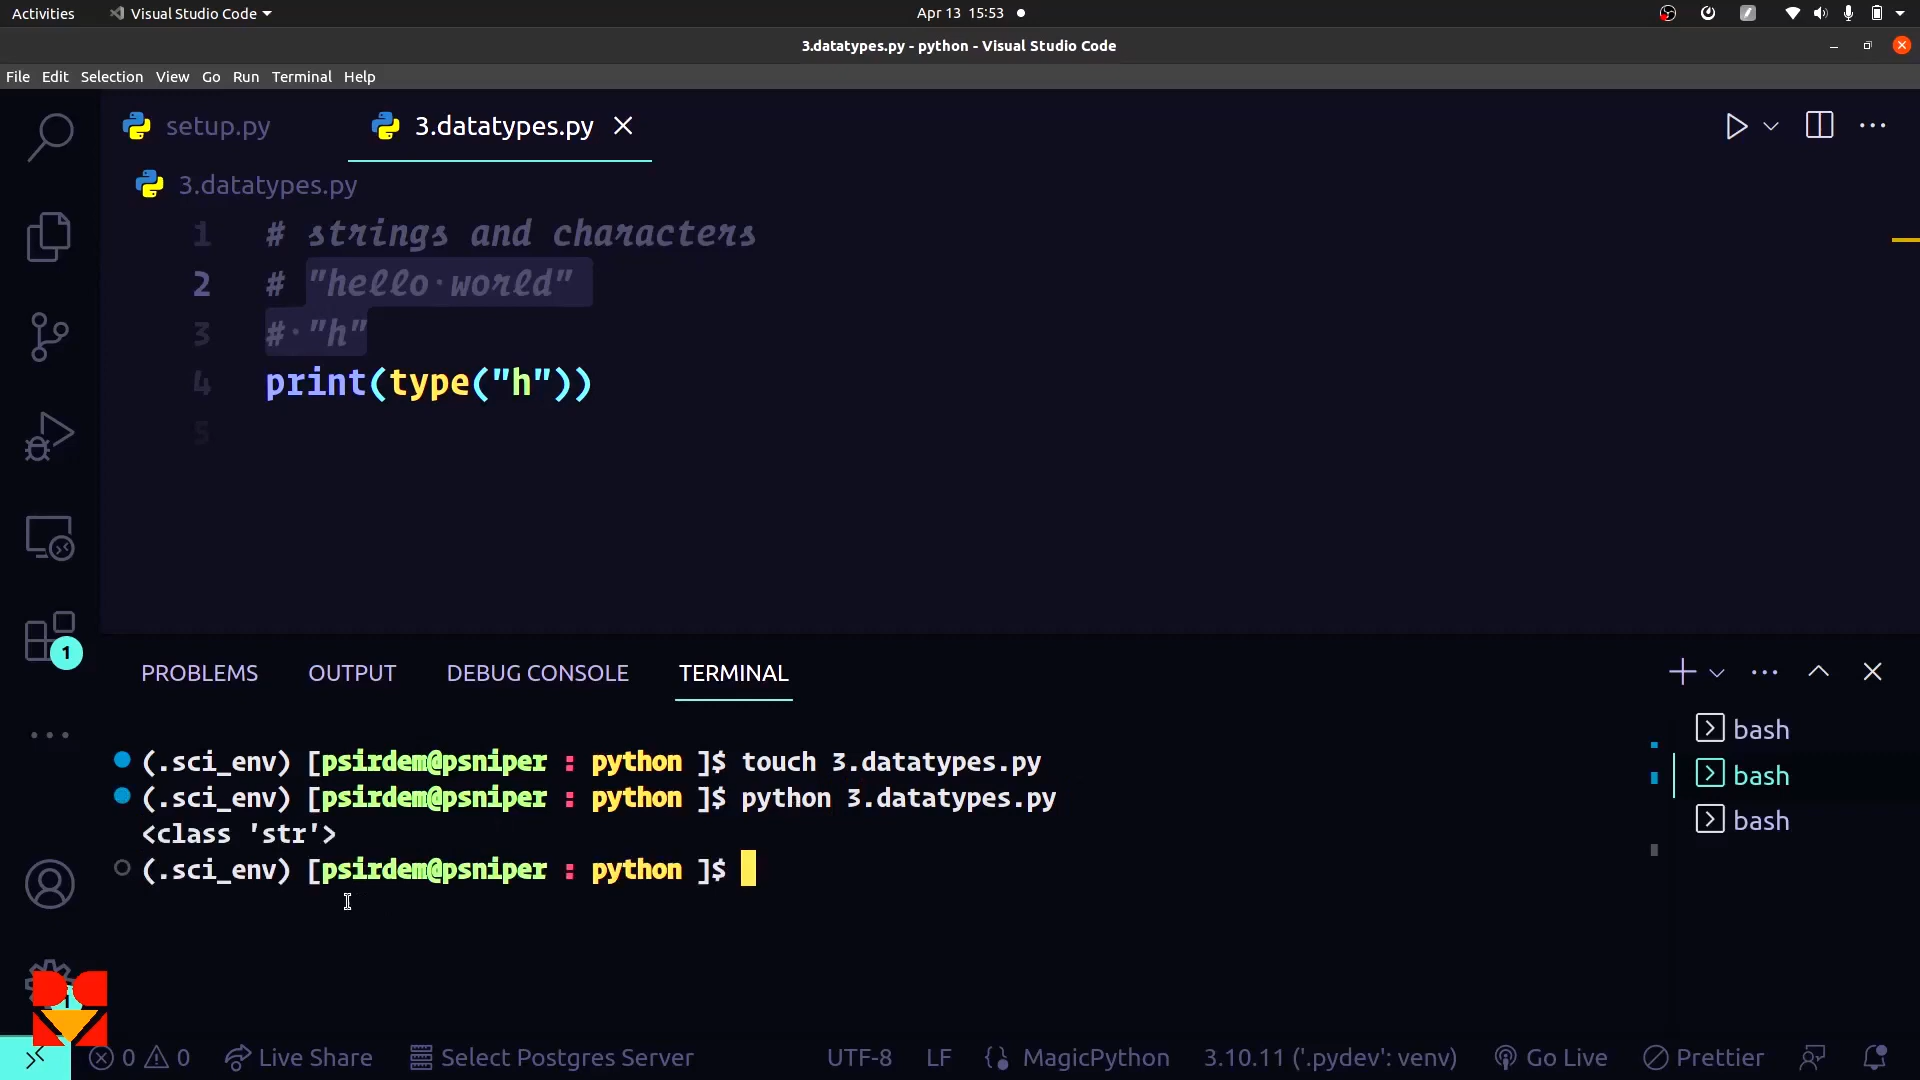 Activities
Visual Studio Code
Apr 13 15:53
3.datatypes.py - python - Visual Studio Code
File Edit Selection View Go Run Terminal Help
setup.py
3.datatypes.py
3.datatypes.py
1 # strings and characters
2 # "hello·world"
3 #·"h"
4 print(type("h"))
5
1
PROBLEMS OUTPUT DEBUG CONSOLE TERMINAL
bash
bash
bash
(.sci_env) [psirdem@psniper : python ]$ touch 3.datatypes.py
(.sci_env) [psirdem@psniper : python ]$ python 3.datatypes.py
<class 'str'>
(.sci_env) [psirdem@psniper : python ]$
0 0 Live Share Select Postgres Server UTF-8 LF MagicPython 3.10.11 ('.pydev': venv) Go Live Prettier